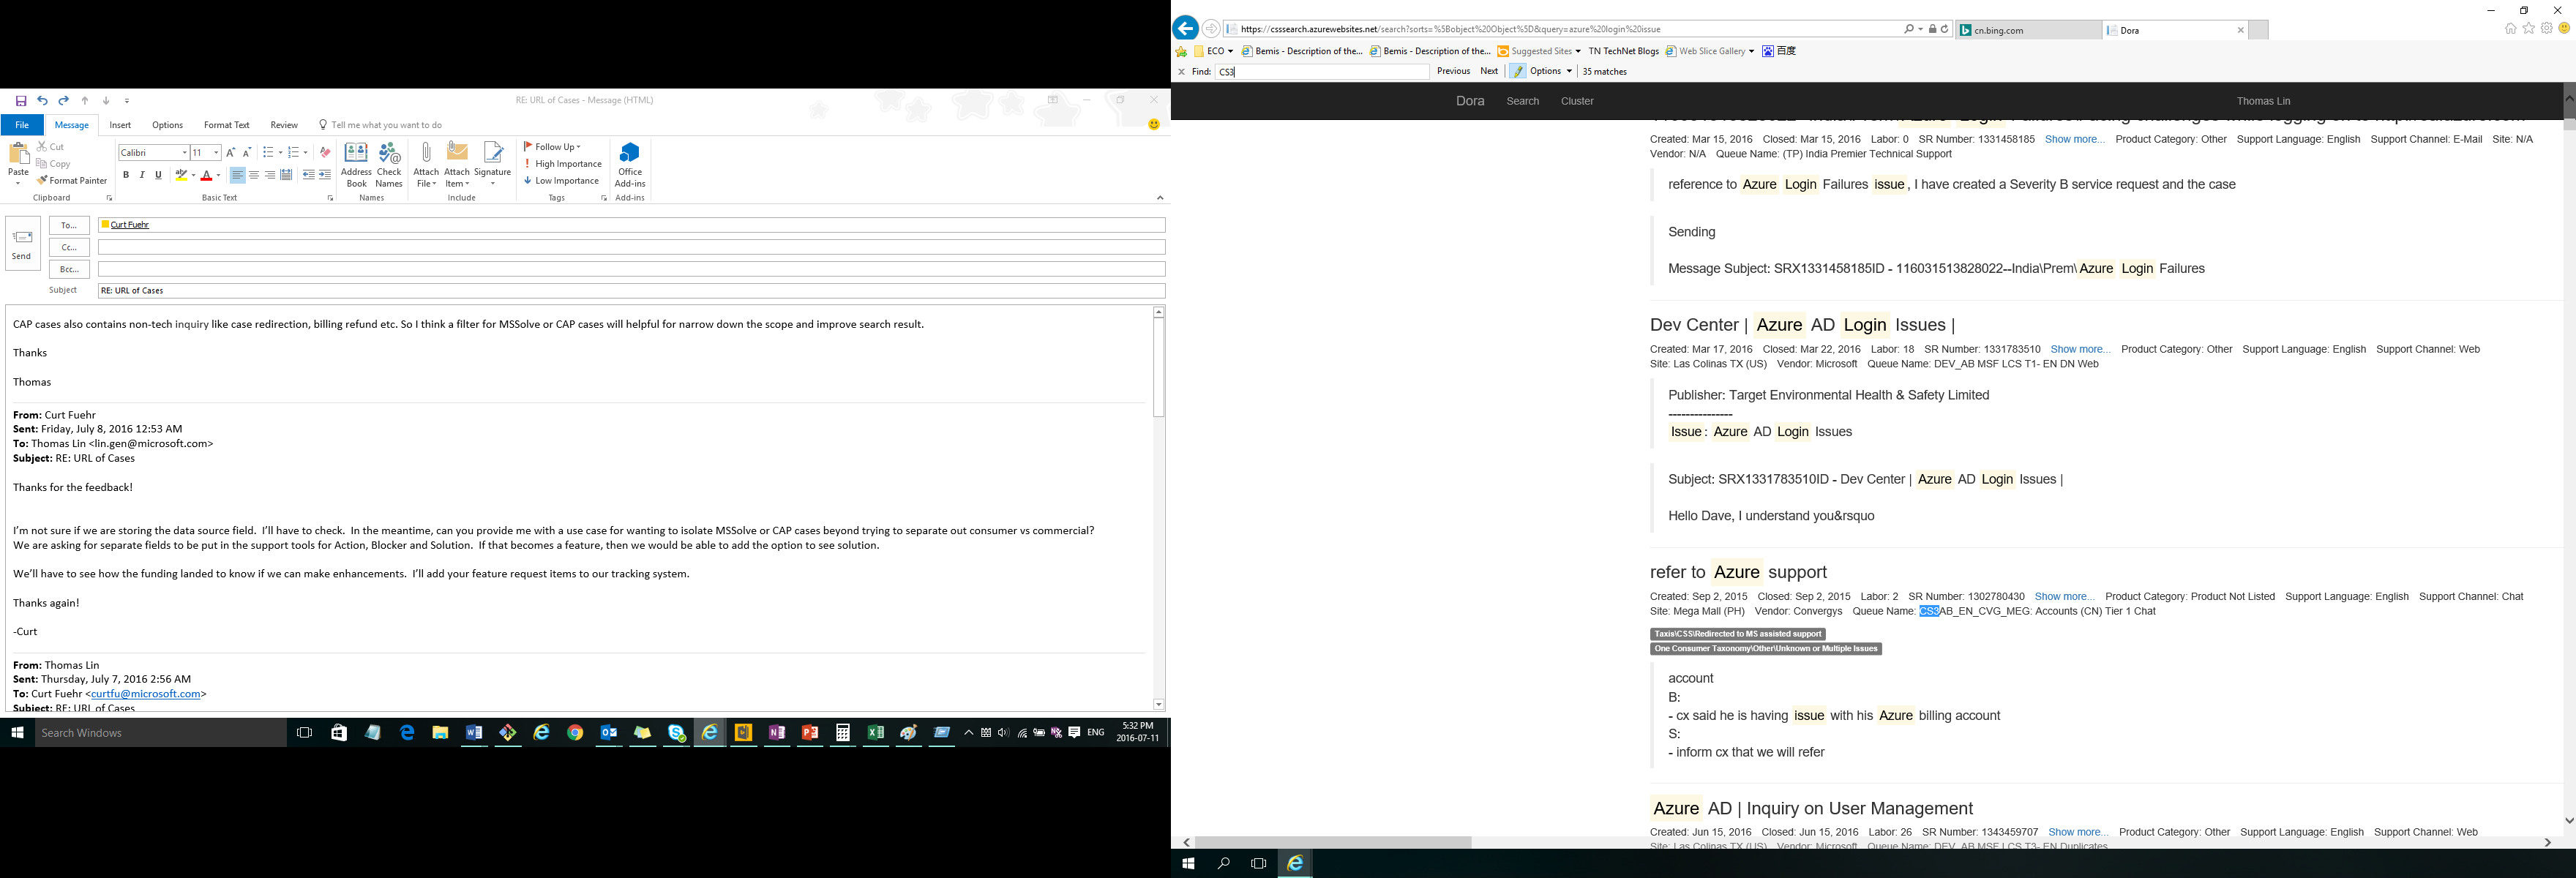 RE: URL of Cases - Message (HTML)
File Message Insert Options Format Text Review Tell me what you want to do
Paste
Cut
Copy
Format Painter
Clipboard
Calibri 11
B I U
Basic Text
Address Book
Check Names
Names
Attach File
Attach Item
Signature
Include
Follow Up
High Importance
Low Importance
Tags
Office Add-ins
Add-ins
Send
To... Curt Fuehr
Cc...
Bcc...
Subject RE: URL of Cases
CAP cases also contains non-tech inquiry like case redirection, billing refund etc. So I think a filter for MSSolve or CAP cases will helpful for narrow down the scope and improve search result.
Thanks
Thomas
From: Curt Fuehr
Sent: Friday, July 8, 2016 12:53 AM
To: Thomas Lin <lin.gen@microsoft.com>
Subject: RE: URL of Cases
Thanks for the feedback!
I'm not sure if we are storing the data source field.  I'll have to check.  In the meantime, can you provide me with a use case for wanting to isolate MSSolve or CAP cases beyond trying to separate out consumer vs commercial?
We are asking for separate fields to be put in the support tools for Action, Blocker and Solution.  If that becomes a feature, then we would be able to add the option to see solution.
We'll have to see how the funding landed to know if we can make enhancements.  I'll add your feature request items to our tracking system.
Thanks again!
-Curt
From: Thomas Lin
Sent: Thursday, July 7, 2016 2:56 AM
To: Curt Fuehr <curtfu@microsoft.com>
Subject: RE: URL of Cases
Search Windows
ENG
5:32 PM
2016-07-11
https://csssearch.azurewebsites.net/search?sorts=%5Bobject%20Object%5D&query=azure%20login%20issue
cn.bing.com
Dora
ECO Bemis - Description of the... Bemis - Description of the... Suggested Sites TN TechNet Blogs Web Slice Gallery 百度
Find: CS3 Previous Next Options 35 matches
Dora Search Cluster Thomas Lin
Created: Mar 15, 2016 Closed: Mar 15, 2016 Labor: 0 SR Number: 1331458185 Show more... Product Category: Other Support Language: English Support Channel: E-Mail Site: N/A
Vendor: N/A Queue Name: (TP) India Premier Technical Support
reference to Azure Login Failures issue, I have created a Severity B service request and the case
Sending
Message Subject: SRX1331458185ID - 116031513828022--India\Prem\Azure Login Failures
Dev Center | Azure AD Login Issues |
Created: Mar 17, 2016 Closed: Mar 22, 2016 Labor: 18 SR Number: 1331783510 Show more... Product Category: Other Support Language: English Support Channel: Web
Site: Las Colinas TX (US) Vendor: Microsoft Queue Name: DEV_AB MSF LCS T1- EN DN Web
Publisher: Target Environmental Health & Safety Limited
---------------
Issue: Azure AD Login Issues
Subject: SRX1331783510ID - Dev Center | Azure AD Login Issues |
Hello Dave, I understand you&rsquo
refer to Azure support
Created: Sep 2, 2015 Closed: Sep 2, 2015 Labor: 2 SR Number: 1302780430 Show more... Product Category: Product Not Listed Support Language: English Support Channel: Chat
Site: Mega Mall (PH) Vendor: Convergys Queue Name: CS3AB_EN_CVG_MEG: Accounts (CN) Tier 1 Chat
Taxis\CSS\Redirected to MS assisted support
One Consumer Taxonomy\Other\Unknown or Multiple Issues
account
B:
- cx said he is having issue with his Azure billing account
S:
- inform cx that we will refer
Azure AD | Inquiry on User Management
Created: Jun 15, 2016 Closed: Jun 15, 2016 Labor: 26 SR Number: 1343459707 Show more... Product Category: Other Support Language: English Support Channel: Web
Site: Las Colinas TX (US) Vendor: Microsoft Queue Name: DEV_AB MSF LCS T3- EN Duplicates